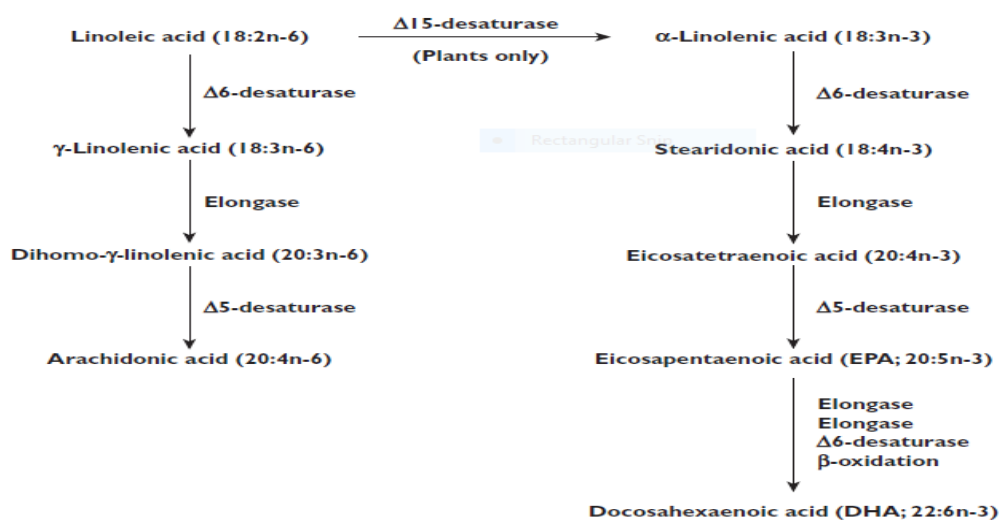 Linoleic acid (18:2n-6)
Δ15-desaturase
(Plants only)
α-Linolenic acid (18:3n-3)
Δ6-desaturase
Δ6-desaturase
γ-Linolenic acid (18:3n-6)
Rectangular Snip
Stearidonic acid (18:4n-3)
Elongase
Elongase
Dihomo-γ-linolenic acid (20:3n-6)
Eicosatetraenoic acid (20:4n-3)
Δ5-desaturase
Δ5-desaturase
Arachidonic acid (20:4n-6)
Eicosapentaenoic acid (EPA; 20:5n-3)
Elongase
Elongase
Δ6-desaturase
β-oxidation
Docosahexaenoic acid (DHA; 22:6n-3)